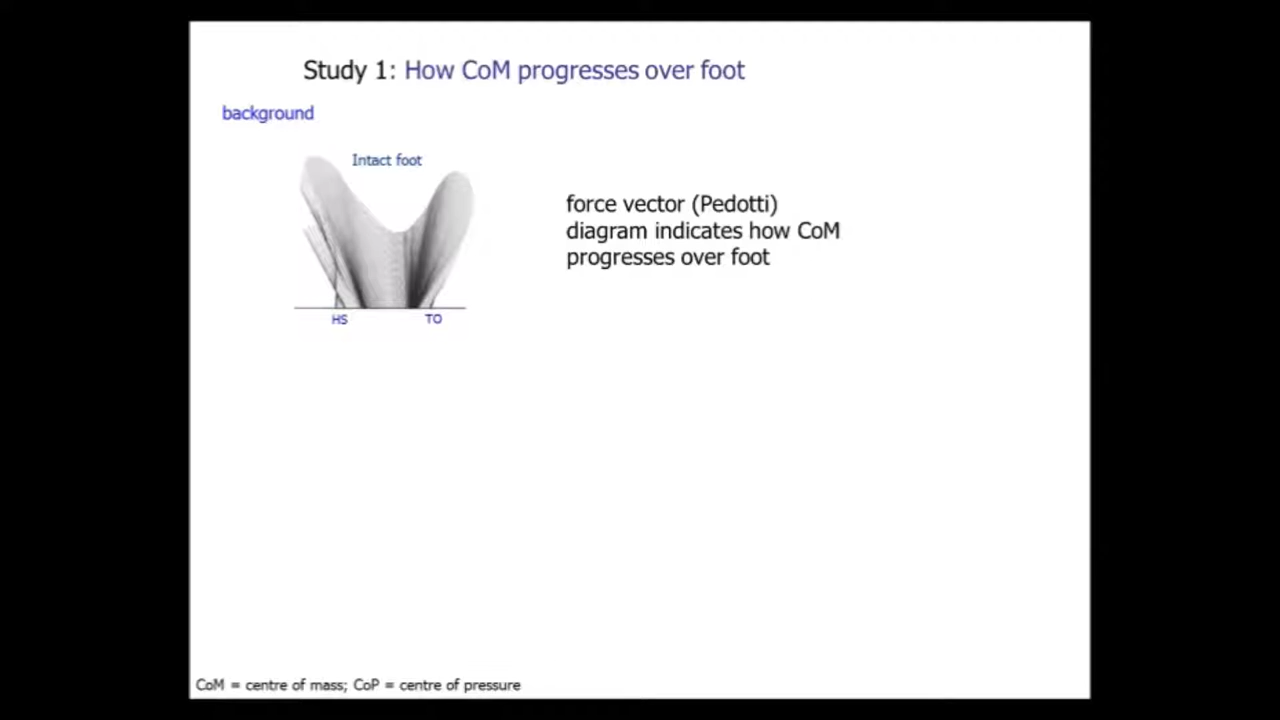 Study 1: How CoM progresses over foot
background
Intact foot
force vector (Pedotti)
diagram indicates how CoM
progresses over foot
HS
TO
CoM = centre of mass; CoP = centre of pressure